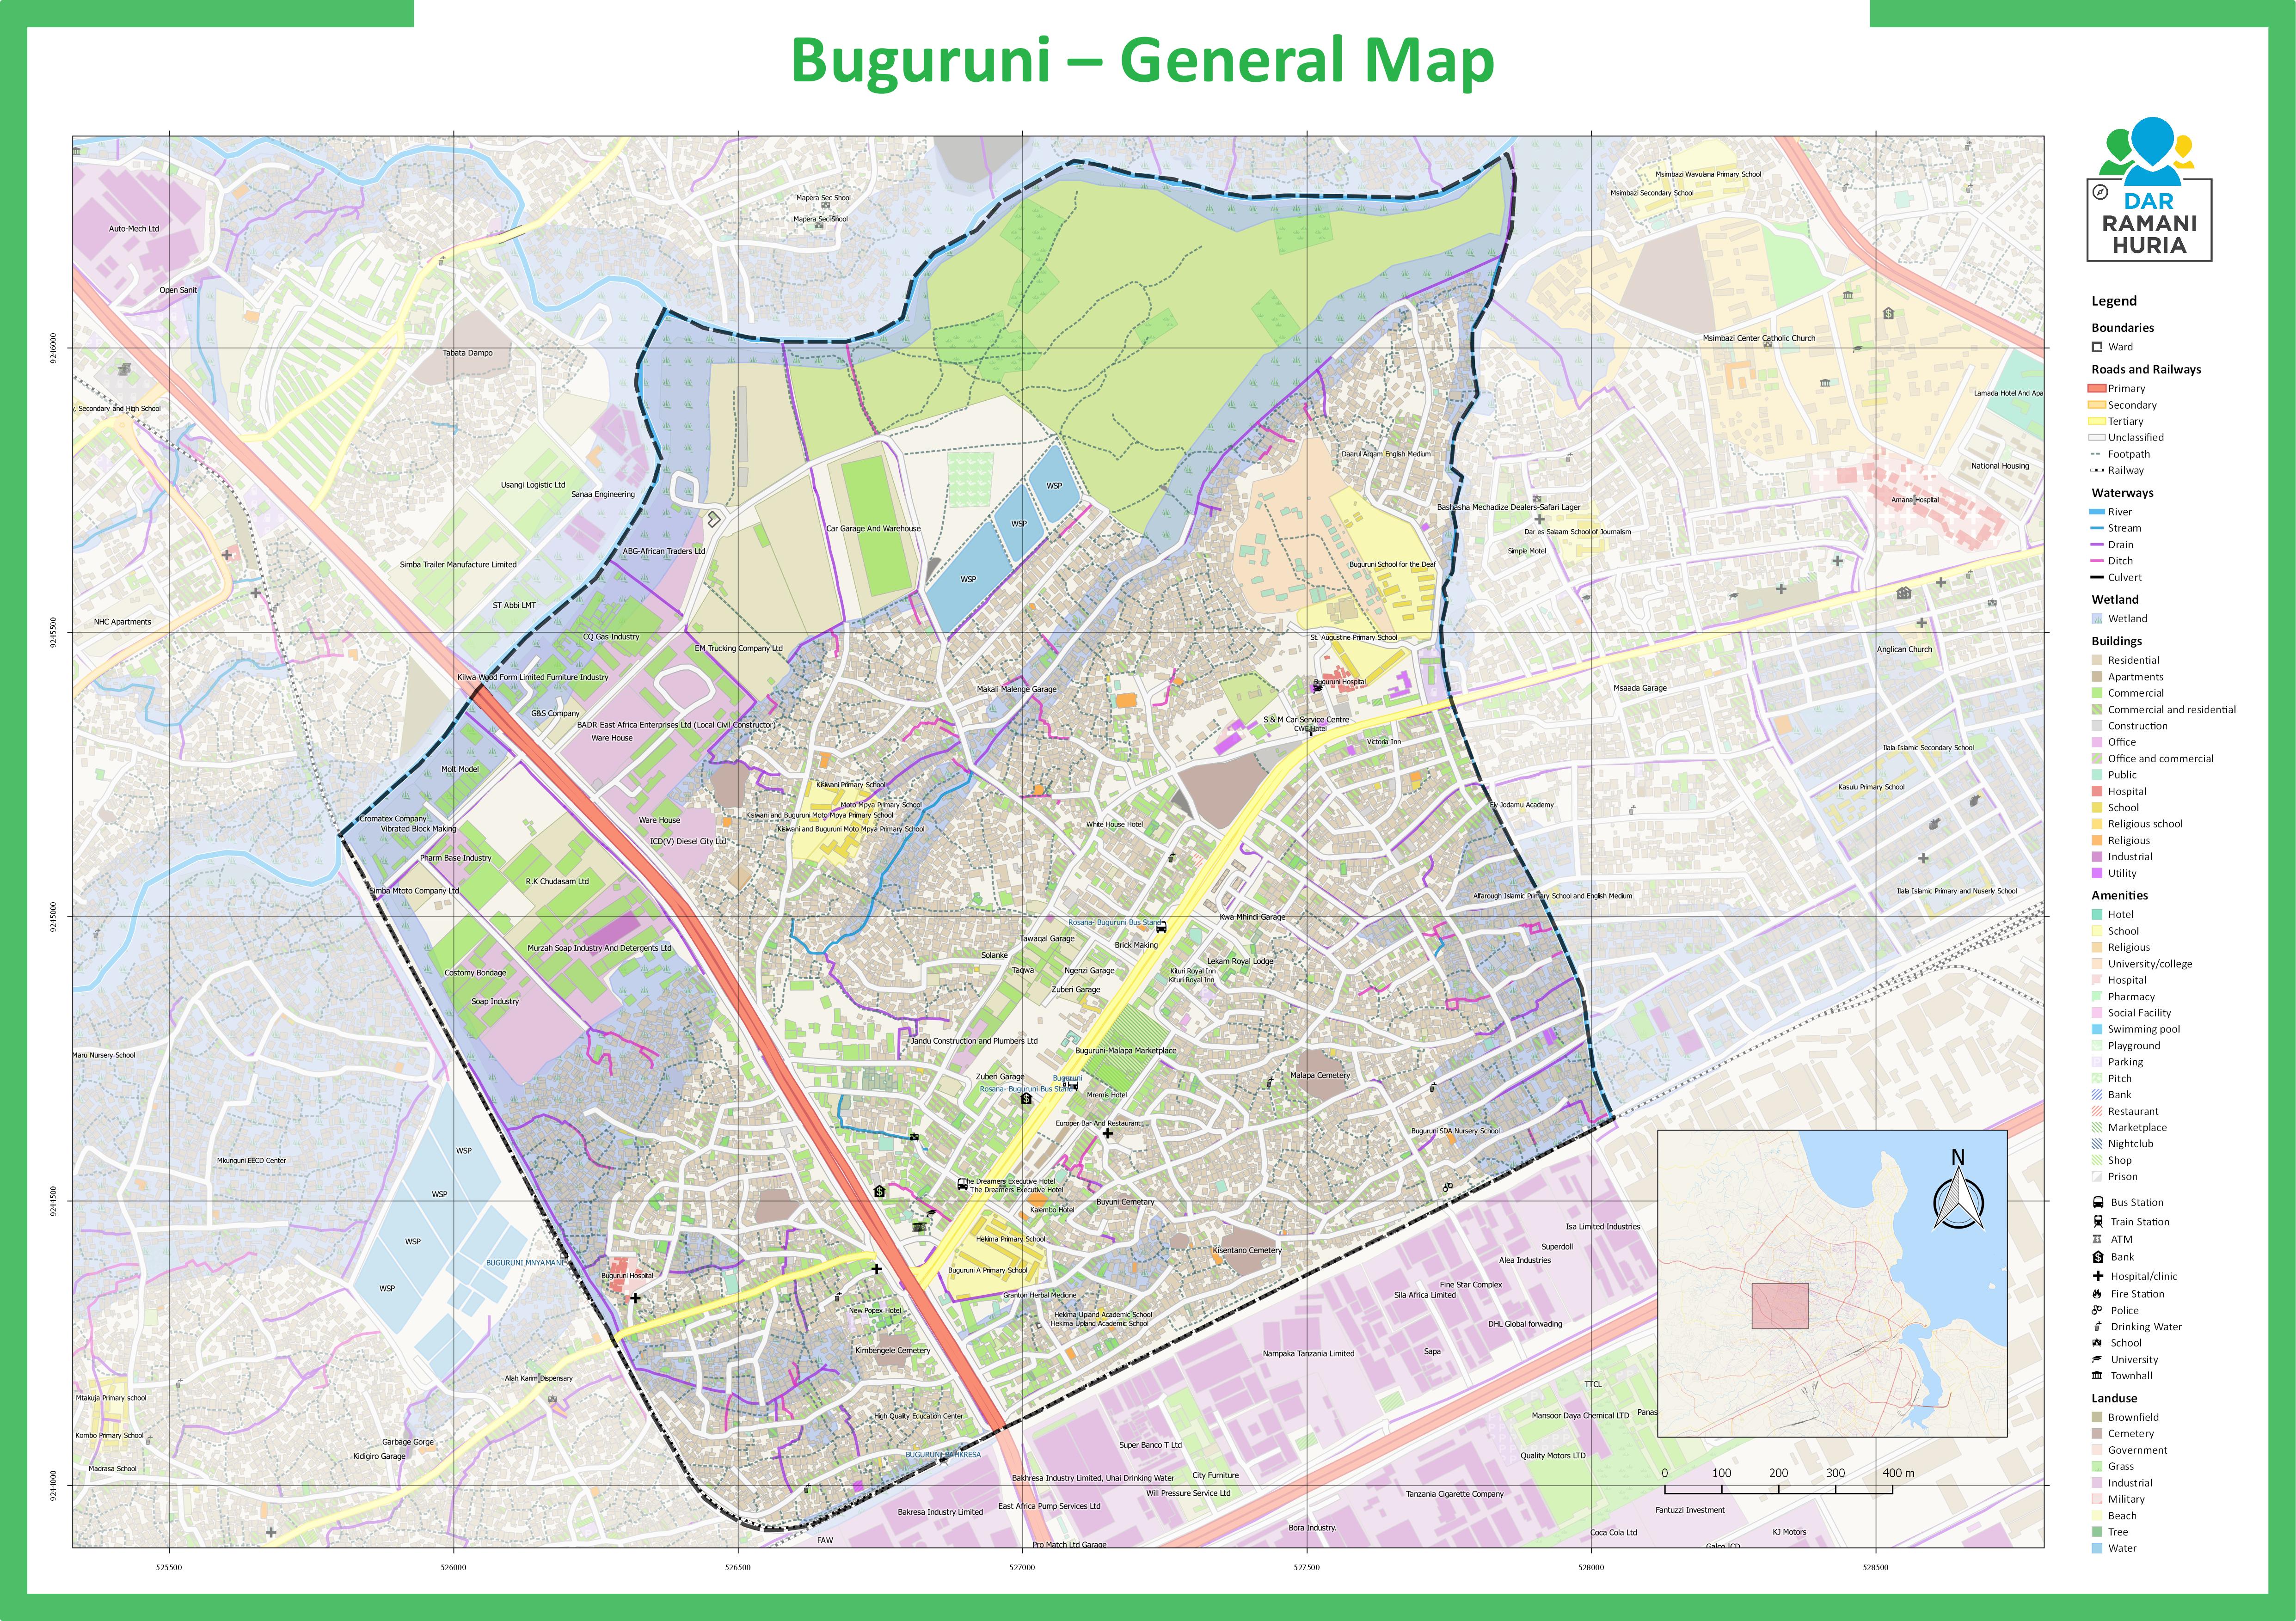 Buguruni – General Map
DAR
RAMANI
HURIA
Mapera Sec Shool
Mapera Sec Shool
Auto-Mech Ltd
Open Sanit
Tabata Dampo
, Secondary and High School
Usangi Logistic Ltd
Sanaa Engineering
Simba Trailer Manufacture Limited
ST Abbi LMT
NHC Apartments
ABG-African Traders Ltd
Car Garage And Warehouse
WSP
WSP
WSP
CQ Gas Industry
EM Trucking Company Ltd
Kilwa Wood Form Limited Furniture Industry
G&S Company
BADR East Africa Enterprises Ltd (Local Civil Constructor)
Ware House
Molt Model
Cromatex Company
Vibrated Block Making
Pharm Base Industry
Simba Mtoto Company Ltd
R.K Chudasam Ltd
Ware House
ICD(V) Diesel City Ltd
Murzah Soap Industry And Detergents Ltd
Costomy Bondage
Soap Industry
Kisiwani Primary School
Moto Mpya Primary School
Kisiwani and Buguruni Moto Mpya Primary School
Kisiwani and Buguruni Moto Mpya Primary School
Makali Malenge Garage
Daarul Arqam English Medium
Buguruni School for the Deaf
St. Augustine Primary School
Buguruni Hospital
S & M Car Service Centre
CWE Hotel
Victoria Inn
White House Hotel
Msimbazi Wavulana Primary School
Msimbazi Secondary School
Msimbazi Center Catholic Church
Lamada Hotel And Apa
National Housing
Amana Hospital
Bashasha Mechadize Dealers-Safari Lager
Dar es Salaam School of Journalism
Simple Motel
Anglican Church
Msaada Garage
Ilala Islamic Secondary School
Kasulu Primary School
Ely-Jodamu Academy
Alfarough Islamic Primary School and English Medium
Ilala Islamic Primary and Nuserly School
Kwa Mhindi Garage
Rosana- Buguruni Bus Stand
Tawaqal Garage
Brick Making
Solanke
Taqwa
Ngenzi Garage
Lekam Royal Lodge
Kituri Royal Inn
Kituri Royal Inn
Zuberi Garage
Jandu Construction and Plumbers Ltd
Buguruni-Malapa Marketplace
Zuberi Garage
Buguruni
Rosana- Buguruni Bus Stand
Mremis Hotel
Malapa Cemetery
Europer Bar And Restaurant
Buguruni SDA Nursery School
The Dreamers Executive Hotel
The Dreamers Executive Hotel
Kalembo Hotel
Buyuni Cemetary
Hekima Primary School
Kisentano Cemetery
Buguruni A Primary School
Granton Herbal Medicine
Hekima Upland Academic School
Hekima Upland Academic School
New Popex Hotel
Kimbengele Cemetery
High Quality Education Center
Buguruni Hospital
BUGURUNI MNYAMANI
Maru Nursery School
Mkunguni EECD Center
WSP
WSP
WSP
WSP
Allah Karim Dispensary
Mtakuja Primary school
Kombo Primary School
Madrasa School
Garbage Gorge
Kidigiro Garage
Bakresa Industry Limited
FAW
Bakhresa Industry Limited, Uhai Drinking Water
East Africa Pump Services Ltd
Pro Match Ltd Garage
Super Banco T Ltd
City Furniture
Will Pressure Service Ltd
Bora Industry.
Nampaka Tanzania Limited
Sapa
Sila Africa Limited
Fine Star Complex
DHL Global forwading
Alea Industries
Superdoll
Isa Limited Industries
TTCL
Mansoor Daya Chemical LTD
Panas
Quality Motors LTD
Tanzania Cigarette Company
Coca Cola Ltd
Fantuzzi Investment
KJ Motors
Galco ICD
N
0 100 200 300 400 m
9246000
9245500
9245000
9244500
9244000
525500 526000 526500 527000 527500 528000 528500
Legend
Boundaries
Ward
Roads and Railways
Primary
Secondary
Tertiary
Unclassified
Footpath
Railway
Waterways
River
Stream
Drain
Ditch
Culvert
Wetland
Wetland
Buildings
Residential
Apartments
Commercial
Commercial and residential
Construction
Office
Office and commercial
Public
Hospital
School
Religious school
Religious
Industrial
Utility
Amenities
Hotel
School
Religious
University/college
Hospital
Pharmacy
Social Facility
Swimming pool
Playground
Parking
Pitch
Bank
Restaurant
Marketplace
Nightclub
Shop
Prison
Bus Station
Train Station
ATM
Bank
Hospital/clinic
Fire Station
Police
Drinking Water
School
University
Townhall
Landuse
Brownfield
Cemetery
Government
Grass
Industrial
Military
Beach
Tree
Water